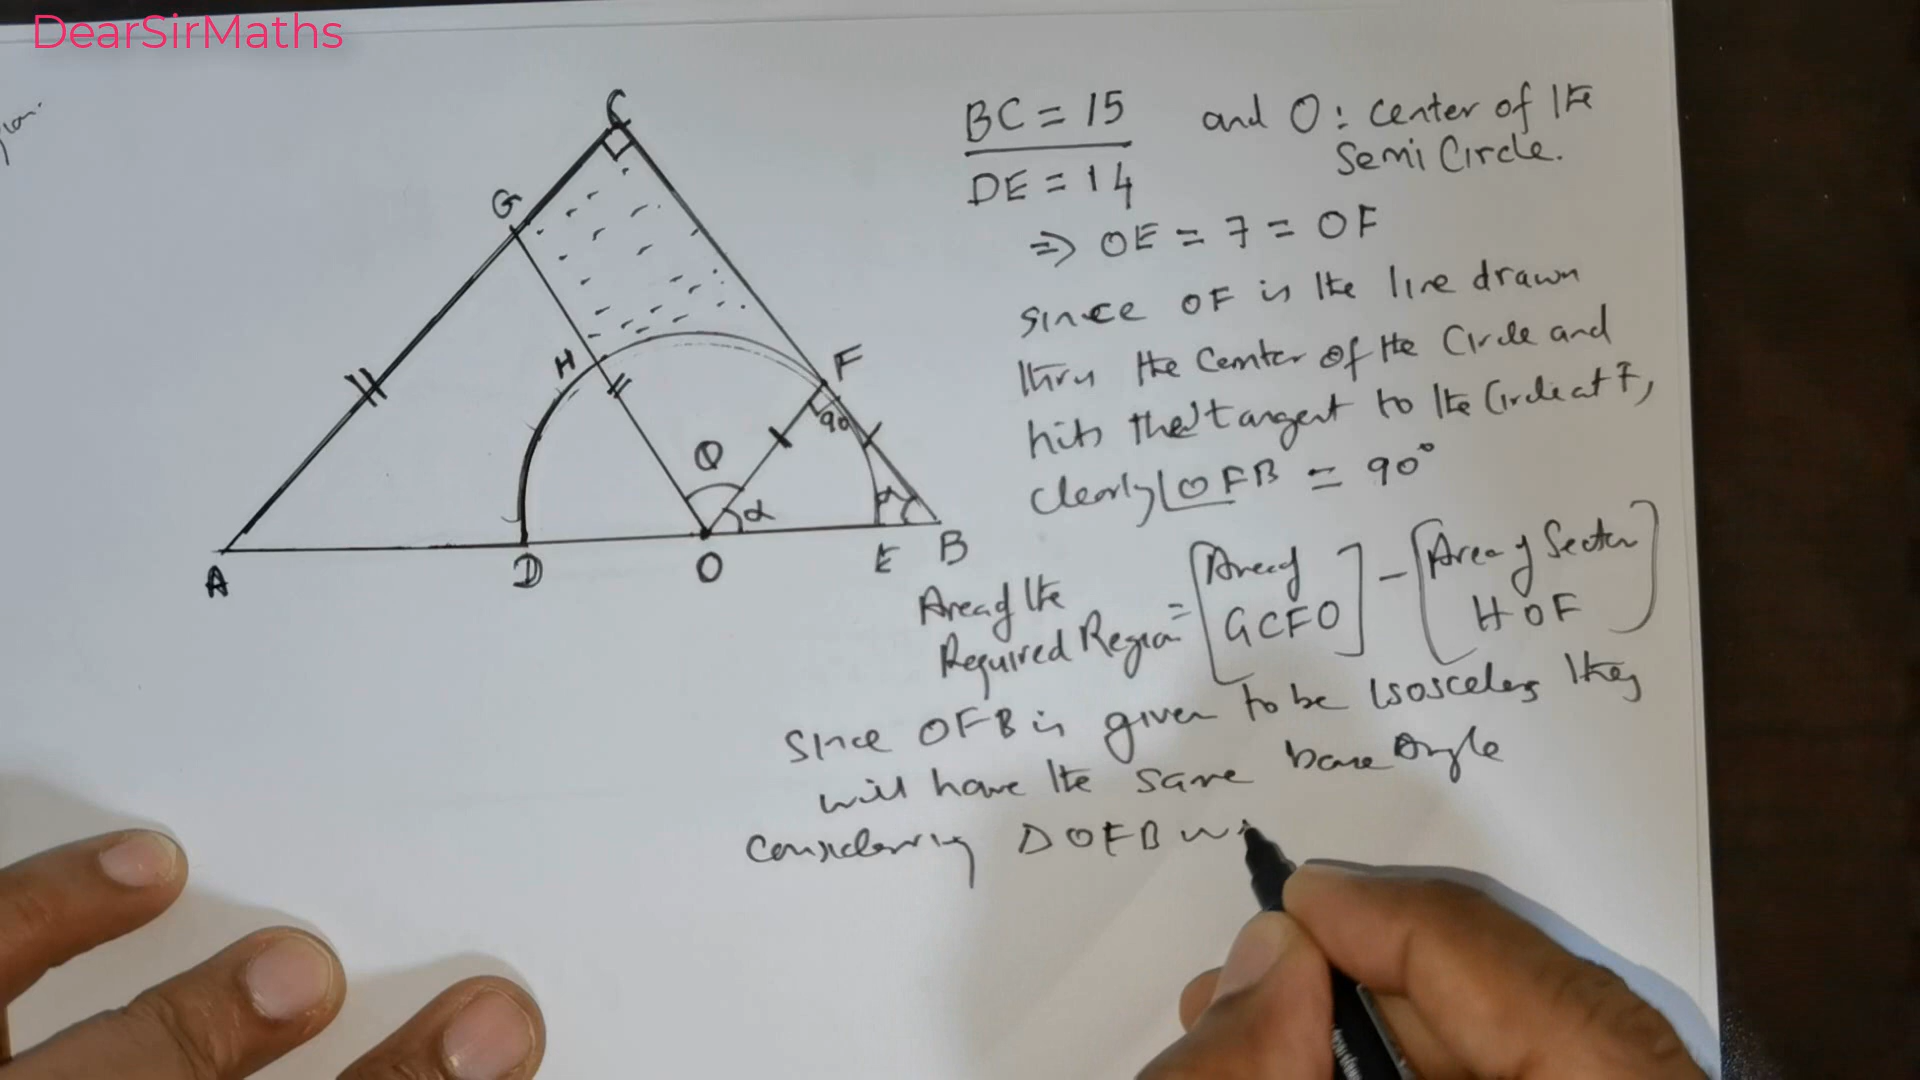 DearSirMaths
C
G
H
F
90
Q
α
α
A
D
O
E
B
BC = 15 and O: center of the
Semi Circle.
DE = 14
⇒ OE = 7 = OF
since OF is the line drawn
thru the Center of the Circle and
hits the tangent to the Circle at F,
clearly ∠OFB = 90°
Area of the Required Region = [Area of GCFO] - [Area of Sector HOF]
Since OFB is given to be Isosceles they
will have the same base Angle
Considering Δ OFB w